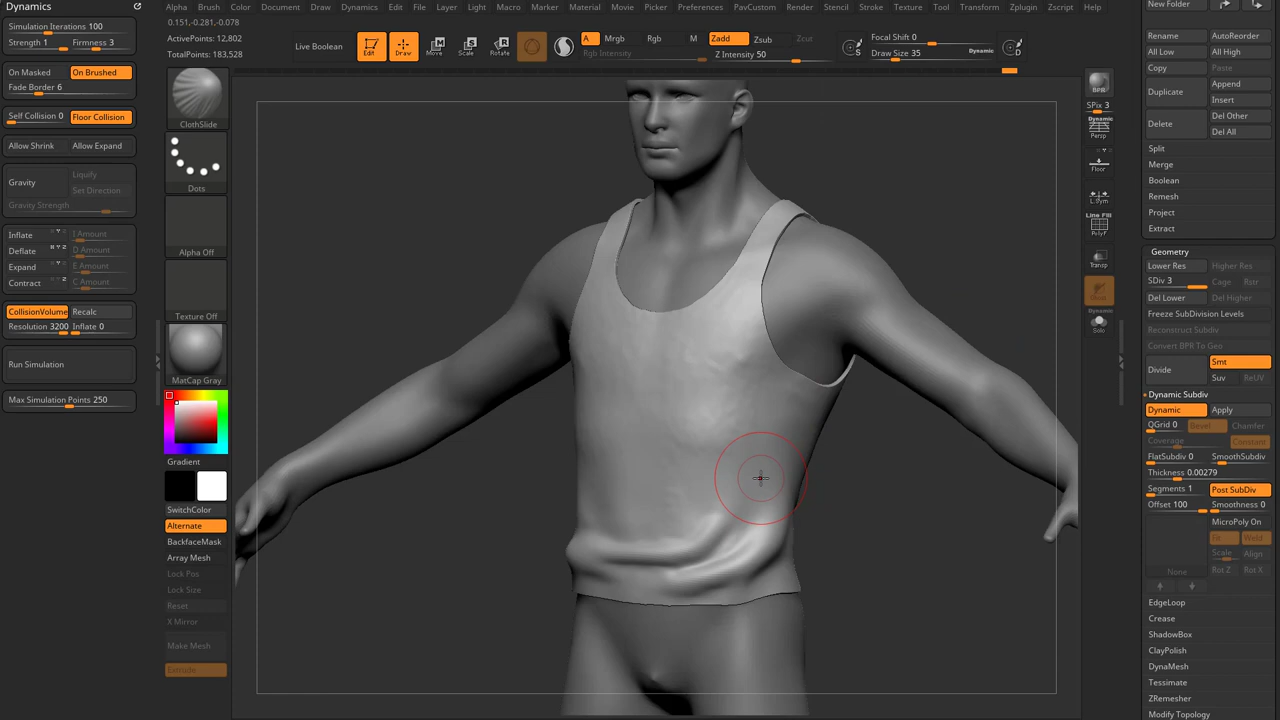 Dynamics
Simulation Iterations 100
Strength 1 Firmness 3
On Masked On Brushed
Fade Border 6
Self Collision 0 Floor Collision
Allow Shrink Allow Expand
Gravity Liquify
Set Direction
Gravity Strength
Inflate I Amount
Deflate D Amount
Expand E Amount
Contract C Amount
CollisionVolume Recalc
Resolution 3200 Inflate 0
Run Simulation
Max Simulation Points 250
Alpha Brush Color Document Draw Dynamics Edit File Layer Light Macro Marker Material Movie Picker Preferences PavCustom Render Stencil Stroke Texture Tool Transform Zplugin Zscript Help
0.151,-0.281,-0.078
ActivePoints: 12,802
TotalPoints: 183,528
Live Boolean
Edit Draw Move Scale Rotate
A Mrgb Rgb M Zadd Zsub Zcut
Rgb Intensity Z Intensity 50
S Focal Shift 0
Draw Size 35 Dynamic
D
ClothSlide
Dots
Alpha Off
Texture Off
MatCap Gray
Gradient
SwitchColor
Alternate
BackfaceMask
Array Mesh
Lock Pos
Lock Size
Reset
X Mirror
Make Mesh
Extrude
BPR
SPix 3
Dynamic
Persp
Floor
L.Sym
Line Fill
PolyF
Transp
Ghost
Dynamic
Solo
New Folder
Rename AutoReorder
All Low All High
Copy Paste
Duplicate Append
Insert
Delete Del Other
Del All
Split
Merge
Boolean
Remesh
Project
Extract
Geometry
Lower Res Higher Res
SDiv 3 Cage Rstr
Del Lower Del Higher
Freeze SubDivision Levels
Reconstruct Subdiv
Convert BPR To Geo
Divide Smt
Suv ReUV
Dynamic Subdiv
Dynamic Apply
QGrid 0 Bevel Chamfer
Coverage Constant
FlatSubdiv 0 SmoothSubdiv
Thickness 0.00279
Segments 1 Post SubDiv
Offset 100 Smoothness 0
MicroPoly On
Fit Weld
Scale Align
None Rot Z Rot X
EdgeLoop
Crease
ShadowBox
ClayPolish
DynaMesh
Tessimate
ZRemesher
Modify Topology